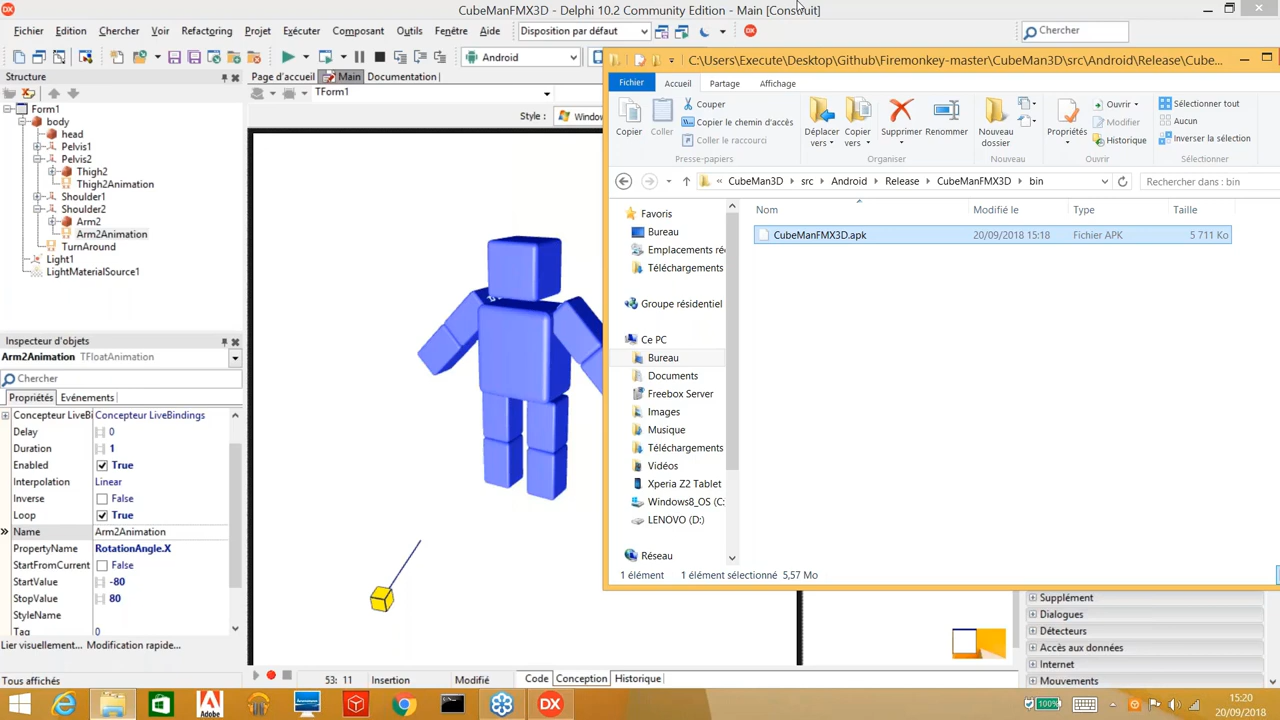 CubeManFMX3D - Delphi 10.2 Community Edition - Main [Construit]
Fichier Edition Chercher Voir Refactoring Projet Exécuter Composant Outils Fenêtre Aide Disposition par défaut Chercher
Android
Structure
Page d'accueil Main Documentation
TForm1
Style : Window
Form1
body
head
Pelvis1
Pelvis2
Thigh2
Thigh2Animation
Shoulder1
Shoulder2
Arm2
Arm2Animation
TurnAround
Light1
LightMaterialSource1
Inspecteur d'objets
Arm2Animation TFloatAnimation
Chercher
Propriétés Evénements
Concepteur LiveBi Concepteur LiveBindings
Delay 0
Duration 1
Enabled True
Interpolation Linear
Inverse False
Loop True
Name Arm2Animation
PropertyName RotationAngle.X
StartFromCurrent False
StartValue -80
StopValue 80
StyleName
Tag 0
Lier visuellement... Modification rapide...
Tous affichés
53: 11 Insertion Modifié Code Conception Historique
C:\Users\Execute\Desktop\Github\Firemonkey-master\CubeMan3D\src\Android\Release\Cube...
Fichier Accueil Partage Affichage
Copier
Coller
Couper
Copier le chemin d'accès
Coller le raccourci
Presse-papiers
Déplacer vers
Copier vers
Supprimer
Renommer
Organiser
Nouveau dossier
Nouveau
Propriétés
Ouvrir
Modifier
Historique
Ouvrir
Sélectionner tout
Aucun
Inverser la sélection
Sélectionner
« CubeMan3D › src › Android › Release › CubeManFMX3D › bin
Rechercher dans : bin
Nom Modifié le Type Taille
CubeManFMX3D.apk 20/09/2018 15:18 Fichier APK 5 711 Ko
Favoris
Bureau
Emplacements ré
Téléchargements
Groupe résidentiel
Ce PC
Bureau
Documents
Freebox Server
Images
Musique
Téléchargements
Vidéos
Xperia Z2 Tablet
Windows8_OS (C:
LENOVO (D:)
Réseau
1 élément 1 élément sélectionné 5,57 Mo
Supplément
Dialogues
Détecteurs
Accès aux données
Internet
Mouvements
Adobe
DX
100%
15:20
20/09/2018